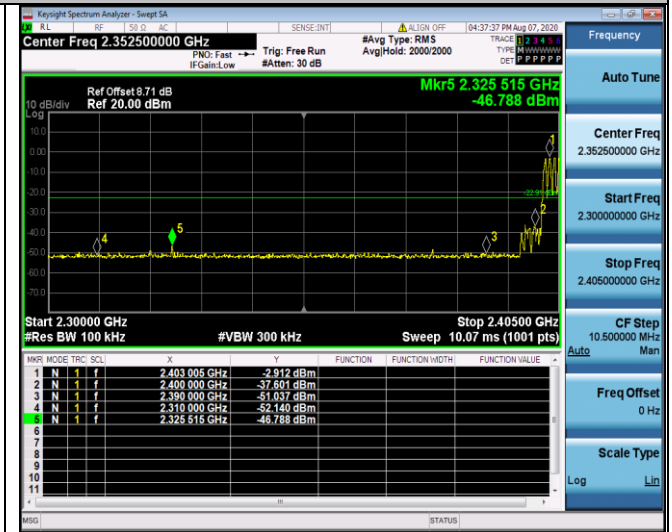 Keysight Spectrum Analyzer - Swept SA
RL RF 50 Ω AC SENSE:INT ALIGN OFF 04:37:37 PM Aug 07, 2020
Center Freq 2.352500000 GHz
PNO: Fast
IFGain:Low
Trig: Free Run
#Atten: 30 dB
#Avg Type: RMS
Avg|Hold: 2000/2000
TRACE 1 2 3 4 5 6
TYPE M W W W W W
DET P P P P P P
Mkr5 2.325 515 GHz
-46.788 dBm
Ref Offset 8.71 dB
10 dB/div Ref 20.00 dBm
Log
10.0
0.00
-10.0
-20.0
-30.0
-40.0
-50.0
-60.0
-70.0
1
2
3
4
5
Start 2.30000 GHz Stop 2.40500 GHz
#Res BW 100 kHz #VBW 300 kHz Sweep 10.07 ms (1001 pts)
MKR MODE TRC SCL X Y FUNCTION FUNCTION WIDTH FUNCTION VALUE
1 N 1 f 2.403 005 GHz -2.912 dBm
2 N 1 f 2.400 000 GHz -37.601 dBm
3 N 1 f 2.390 000 GHz -51.037 dBm
4 N 1 f 2.310 000 GHz -52.140 dBm
5 N 1 f 2.325 515 GHz -46.788 dBm
6
7
8
9
10
11
MSG STATUS
Frequency
Auto Tune
Center Freq
2.352500000 GHz
Start Freq
2.300000000 GHz
Stop Freq
2.405000000 GHz
CF Step
10.500000 MHz
Auto Man
Freq Offset
0 Hz
Scale Type
Log Lin